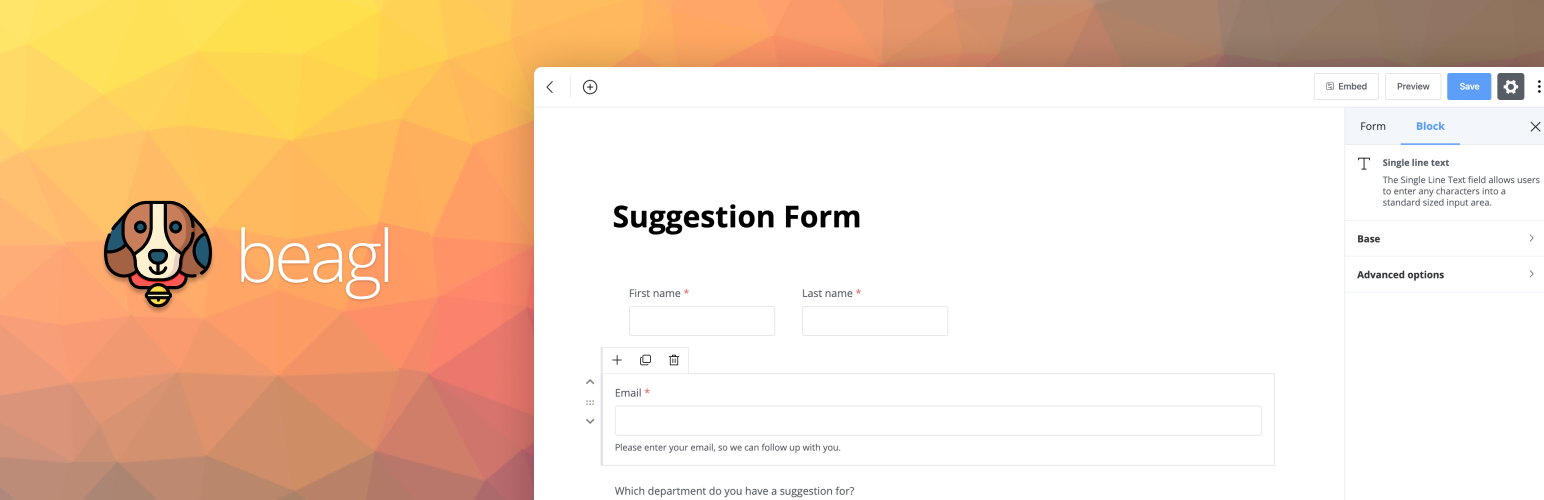 beagl
Embed
Preview
Save
Form
Block
Single line text
The Single Line Text field allows users
to enter any characters into a
standard sized input area.
Base
Advanced options
Suggestion Form
First name *
Last name *
Email *
Please enter your email, so we can follow up with you.
Which department do you have a suggestion for?